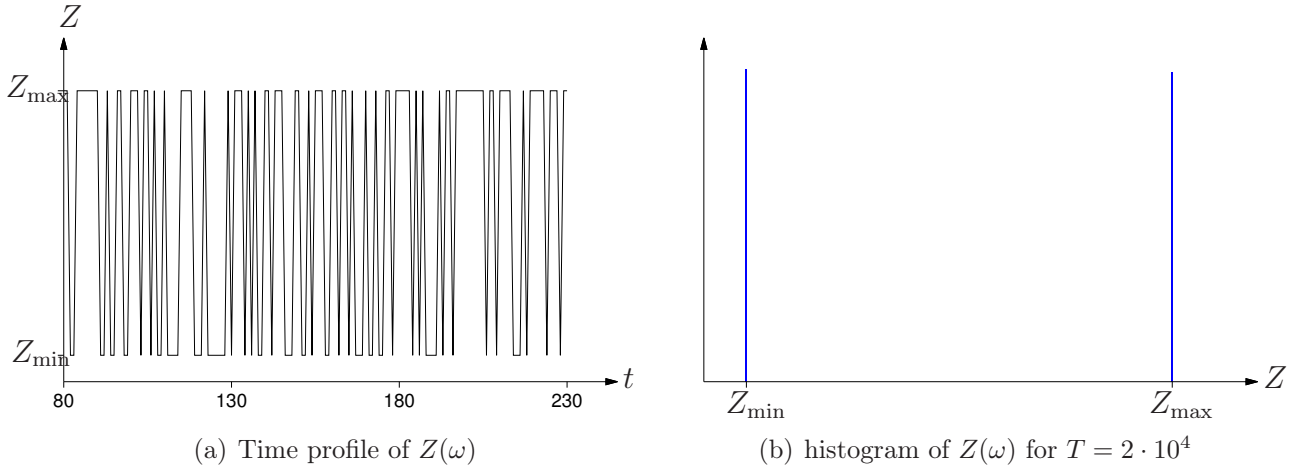 Z
Z_max
Z_min
t
80 130 180 230
(a) Time profile of Z(ω)
Z
Z_min Z_max
(b) histogram of Z(ω) for T = 2 · 10^4